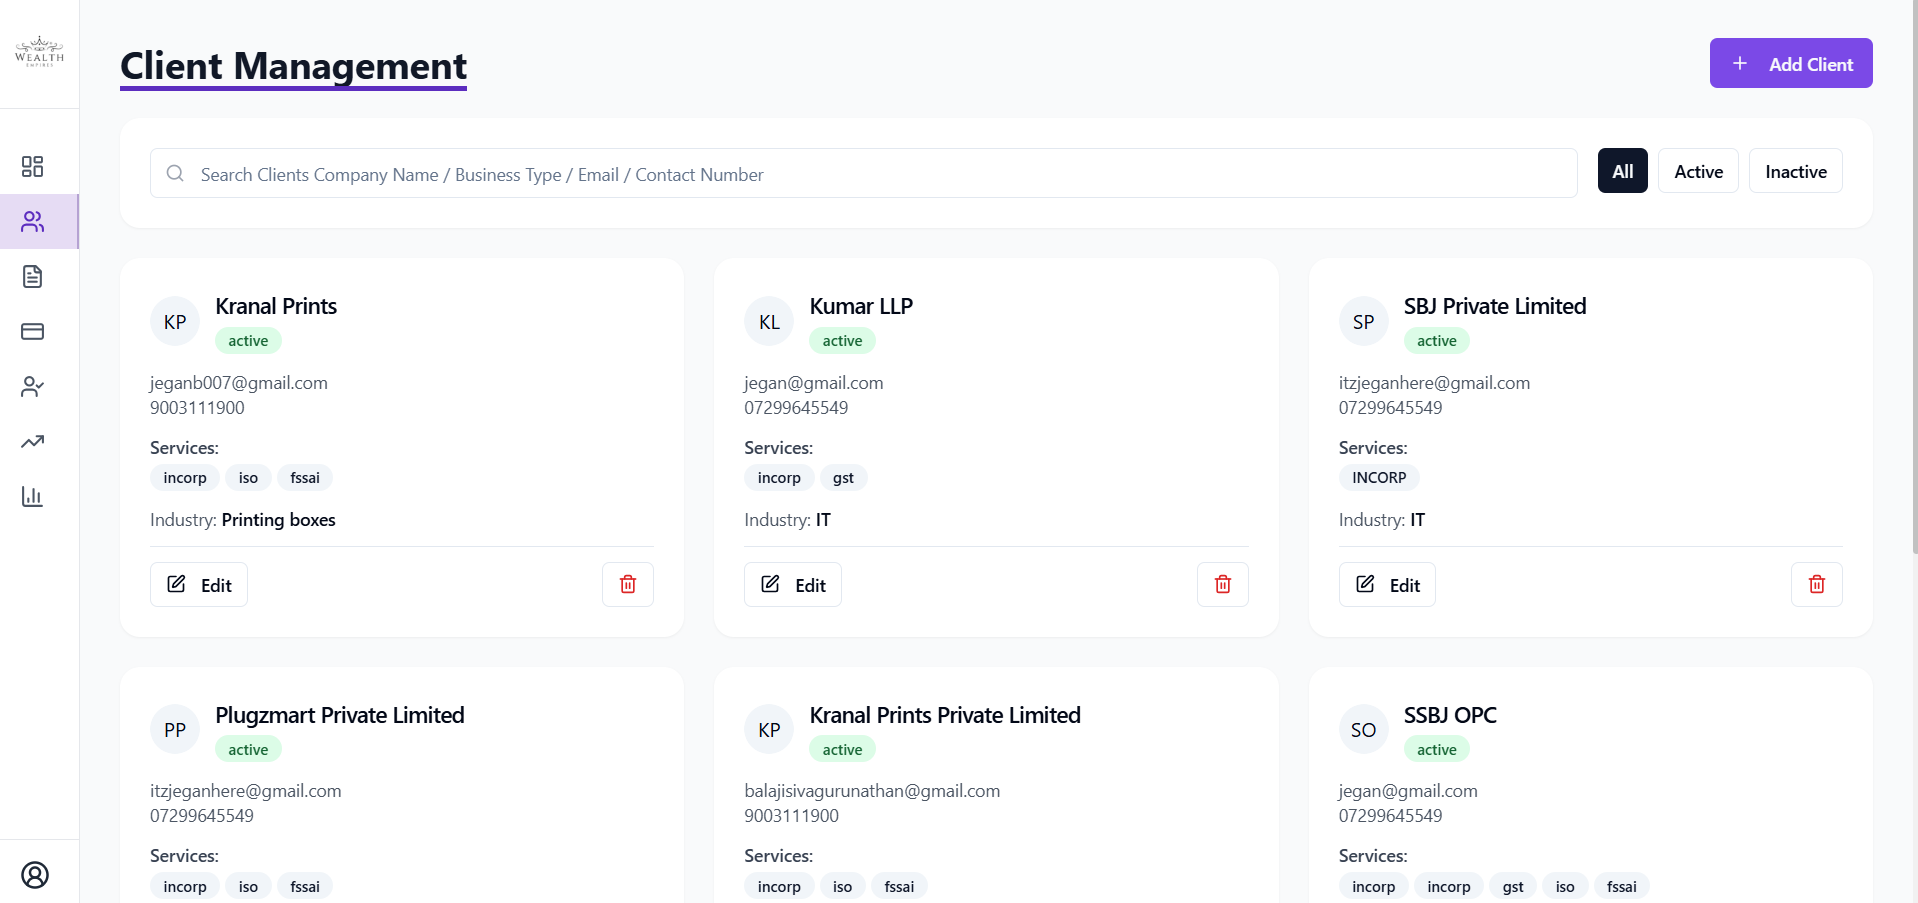 WEALTH
EMPIRES
Client Management
+ Add Client
Search Clients Company Name / Business Type / Email / Contact Number
All
Active
Inactive
KP
Kranal Prints
active
jeganb007@gmail.com
9003111900
Services:
incorp iso fssai
Industry: Printing boxes
Edit
KL
Kumar LLP
active
jegan@gmail.com
07299645549
Services:
incorp gst
Industry: IT
Edit
SP
SBJ Private Limited
active
itzjeganhere@gmail.com
07299645549
Services:
INCORP
Industry: IT
Edit
PP
Plugzmart Private Limited
active
itzjeganhere@gmail.com
07299645549
Services:
incorp iso fssai
KP
Kranal Prints Private Limited
active
balajisivagurunathan@gmail.com
9003111900
Services:
incorp iso fssai
SO
SSBJ OPC
active
jegan@gmail.com
07299645549
Services:
incorp incorp gst iso fssai